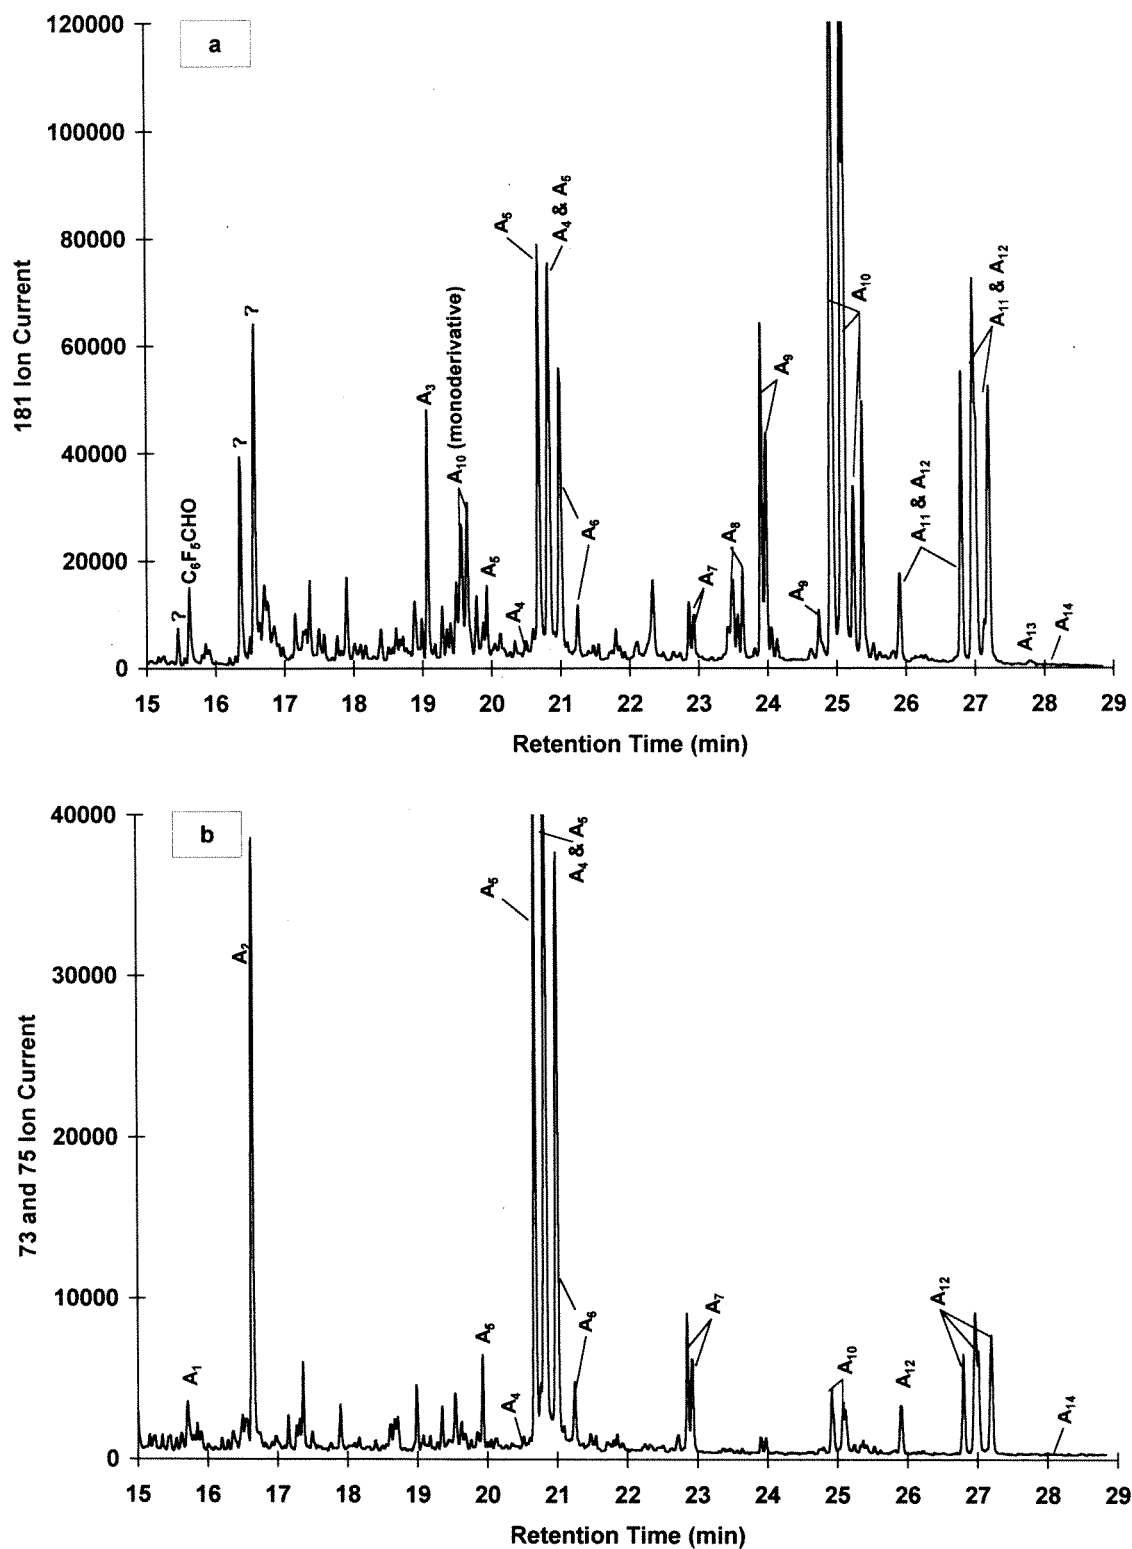 a
120000
100000
80000
60000
40000
20000
0
181 Ion Current
?
C₆F₅CHO
?
?
A₃
A₁₀ (monoderivative)
A₅
A₄
A₅
A₄ & A₅
A₆
A₇
A₈
A₉
A₉
A₁₀
A₁₁ & A₁₂
A₁₁ & A₁₂
A₁₃
A₁₄
15 16 17 18 19 20 21 22 23 24 25 26 27 28 29
Retention Time (min)
b
40000
30000
20000
10000
0
73 and 75 Ion Current
A₁
A₂
A₅
A₄
A₅
A₄ & A₅
A₆
A₇
A₁₀
A₁₂
A₁₂
A₁₄
15 16 17 18 19 20 21 22 23 24 25 26 27 28 29
Retention Time (min)